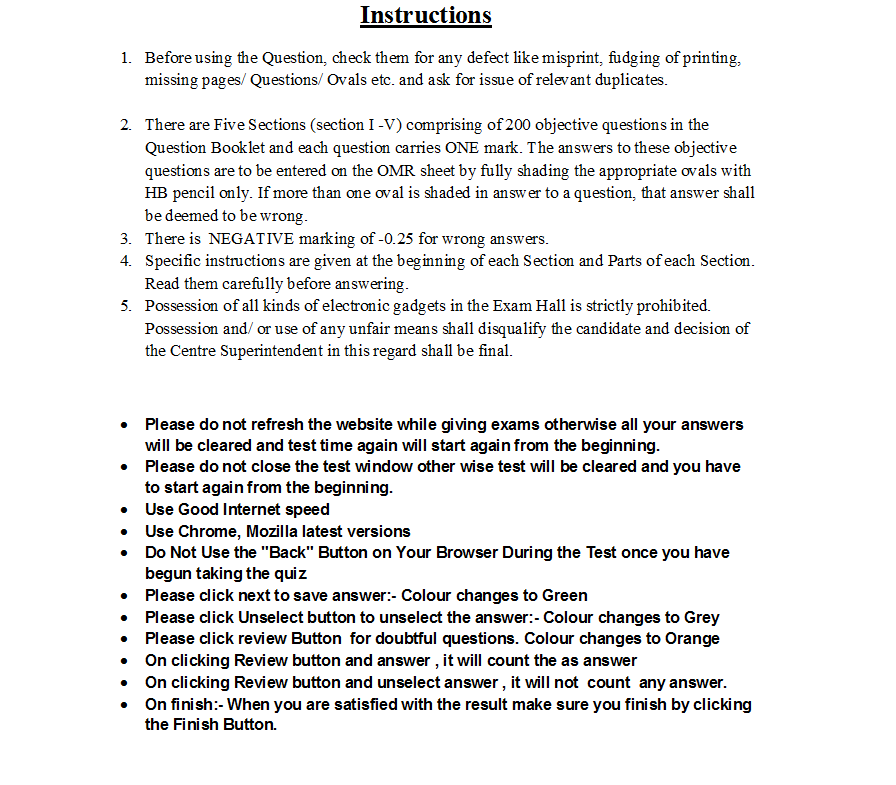 Instructions
1. Before using the Question, check them for any defect like misprint, fudging of printing,
missing pages/ Questions/ Ovals etc. and ask for issue of relevant duplicates.
2. There are Five Sections (section I -V) comprising of 200 objective questions in the
Question Booklet and each question carries ONE mark. The answers to these objective
questions are to be entered on the OMR sheet by fully shading the appropriate ovals with
HB pencil only. If more than one oval is shaded in answer to a question, that answer shall
be deemed to be wrong.
3. There is NEGATIVE marking of -0.25 for wrong answers.
4. Specific instructions are given at the beginning of each Section and Parts of each Section.
Read them carefully before answering.
5. Possession of all kinds of electronic gadgets in the Exam Hall is strictly prohibited.
Possession and/ or use of any unfair means shall disqualify the candidate and decision of
the Centre Superintendent in this regard shall be final.
• Please do not refresh the website while giving exams otherwise all your answers
will be cleared and test time again will start again from the beginning.
• Please do not close the test window other wise test will be cleared and you have
to start again from the beginning.
• Use Good Internet speed
• Use Chrome, Mozilla latest versions
• Do Not Use the "Back" Button on Your Browser During the Test once you have
begun taking the quiz
• Please click next to save answer:- Colour changes to Green
• Please click Unselect button to unselect the answer:- Colour changes to Grey
• Please click review Button for doubtful questions. Colour changes to Orange
• On clicking Review button and answer , it will count the as answer
• On clicking Review button and unselect answer , it will not count any answer.
• On finish:- When you are satisfied with the result make sure you finish by clicking
the Finish Button.